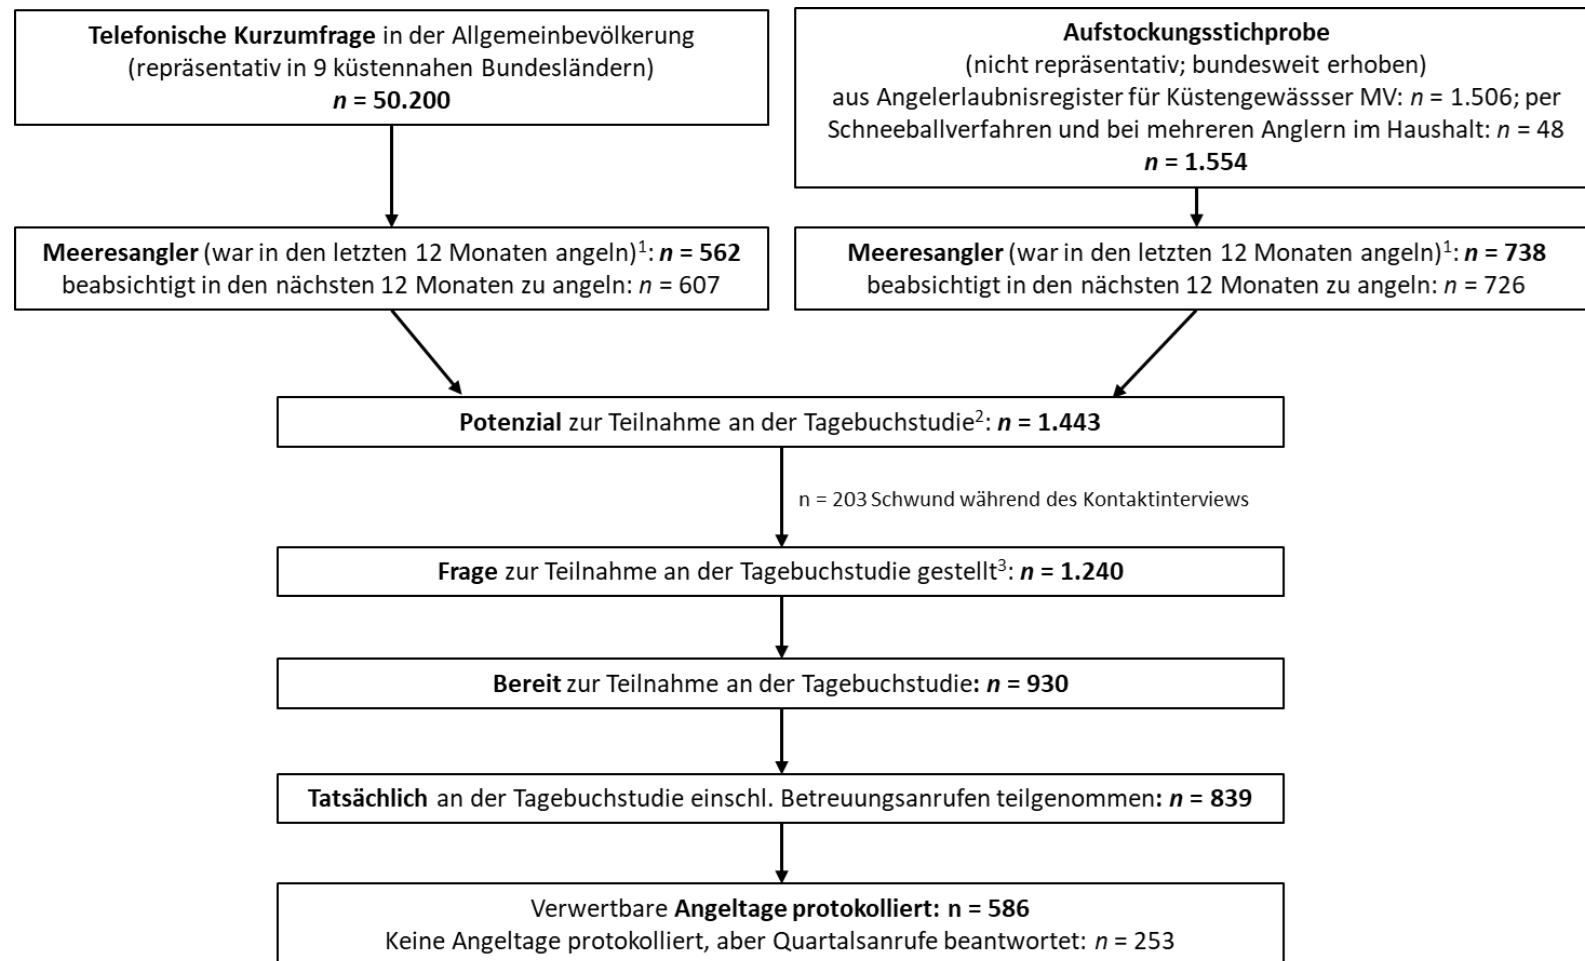 Telefonische Kurzumfrage in der Allgemeinbevölkerung
(repräsentativ in 9 küstennahen Bundesländern)
n = 50.200
Aufstockungsstichprobe
(nicht repräsentativ; bundesweit erhoben)
aus Angelerlaubnisregister für Küstengewässser MV: n = 1.506; per
Schneeballverfahren und bei mehreren Anglern im Haushalt: n = 48
n = 1.554
Meeresangler (war in den letzten 12 Monaten angeln)¹: n = 562
beabsichtigt in den nächsten 12 Monaten zu angeln: n = 607
Meeresangler (war in den letzten 12 Monaten angeln)¹: n = 738
beabsichtigt in den nächsten 12 Monaten zu angeln: n = 726
Potenzial zur Teilnahme an der Tagebuchstudie²: n = 1.443
n = 203 Schwund während des Kontaktinterviews
Frage zur Teilnahme an der Tagebuchstudie gestellt³: n = 1.240
Bereit zur Teilnahme an der Tagebuchstudie: n = 930
Tatsächlich an der Tagebuchstudie einschl. Betreuungsanrufen teilgenommen: n = 839
Verwertbare Angeltage protokolliert: n = 586
Keine Angeltage protokolliert, aber Quartalsanrufe beantwortet: n = 253